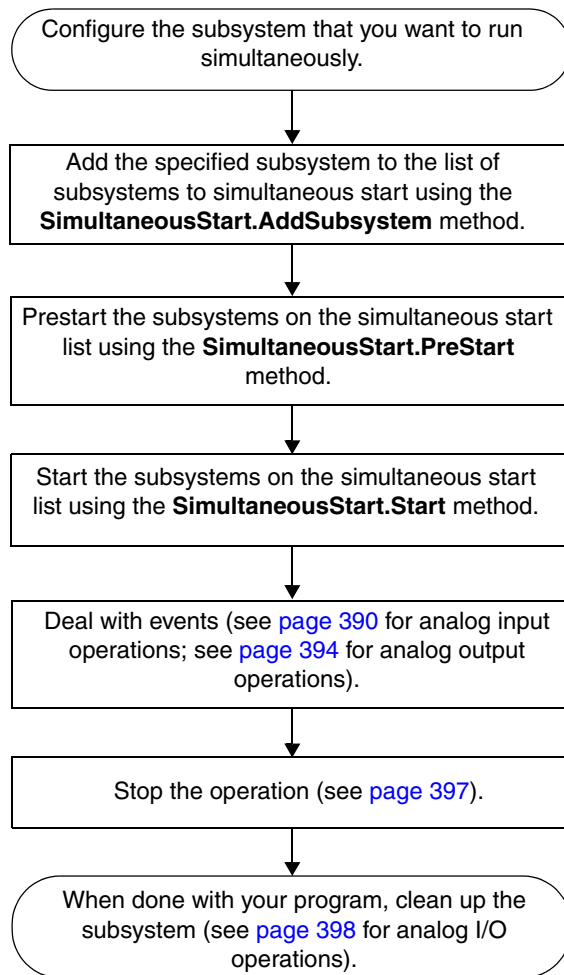 Configure the subsystem that you want to run
simultaneously.
Add the specified subsystem to the list of
subsystems to simultaneous start using the
SimultaneousStart.AddSubsystem method.
Prestart the subsystems on the simultaneous start
list using the SimultaneousStart.PreStart
method.
Start the subsystems on the simultaneous start
list using the SimultaneousStart.Start method.
Deal with events (see page 390 for analog input
operations; see page 394 for analog output
operations).
Stop the operation (see page 397).
When done with your program, clean up the
subsystem (see page 398 for analog I/O
operations).